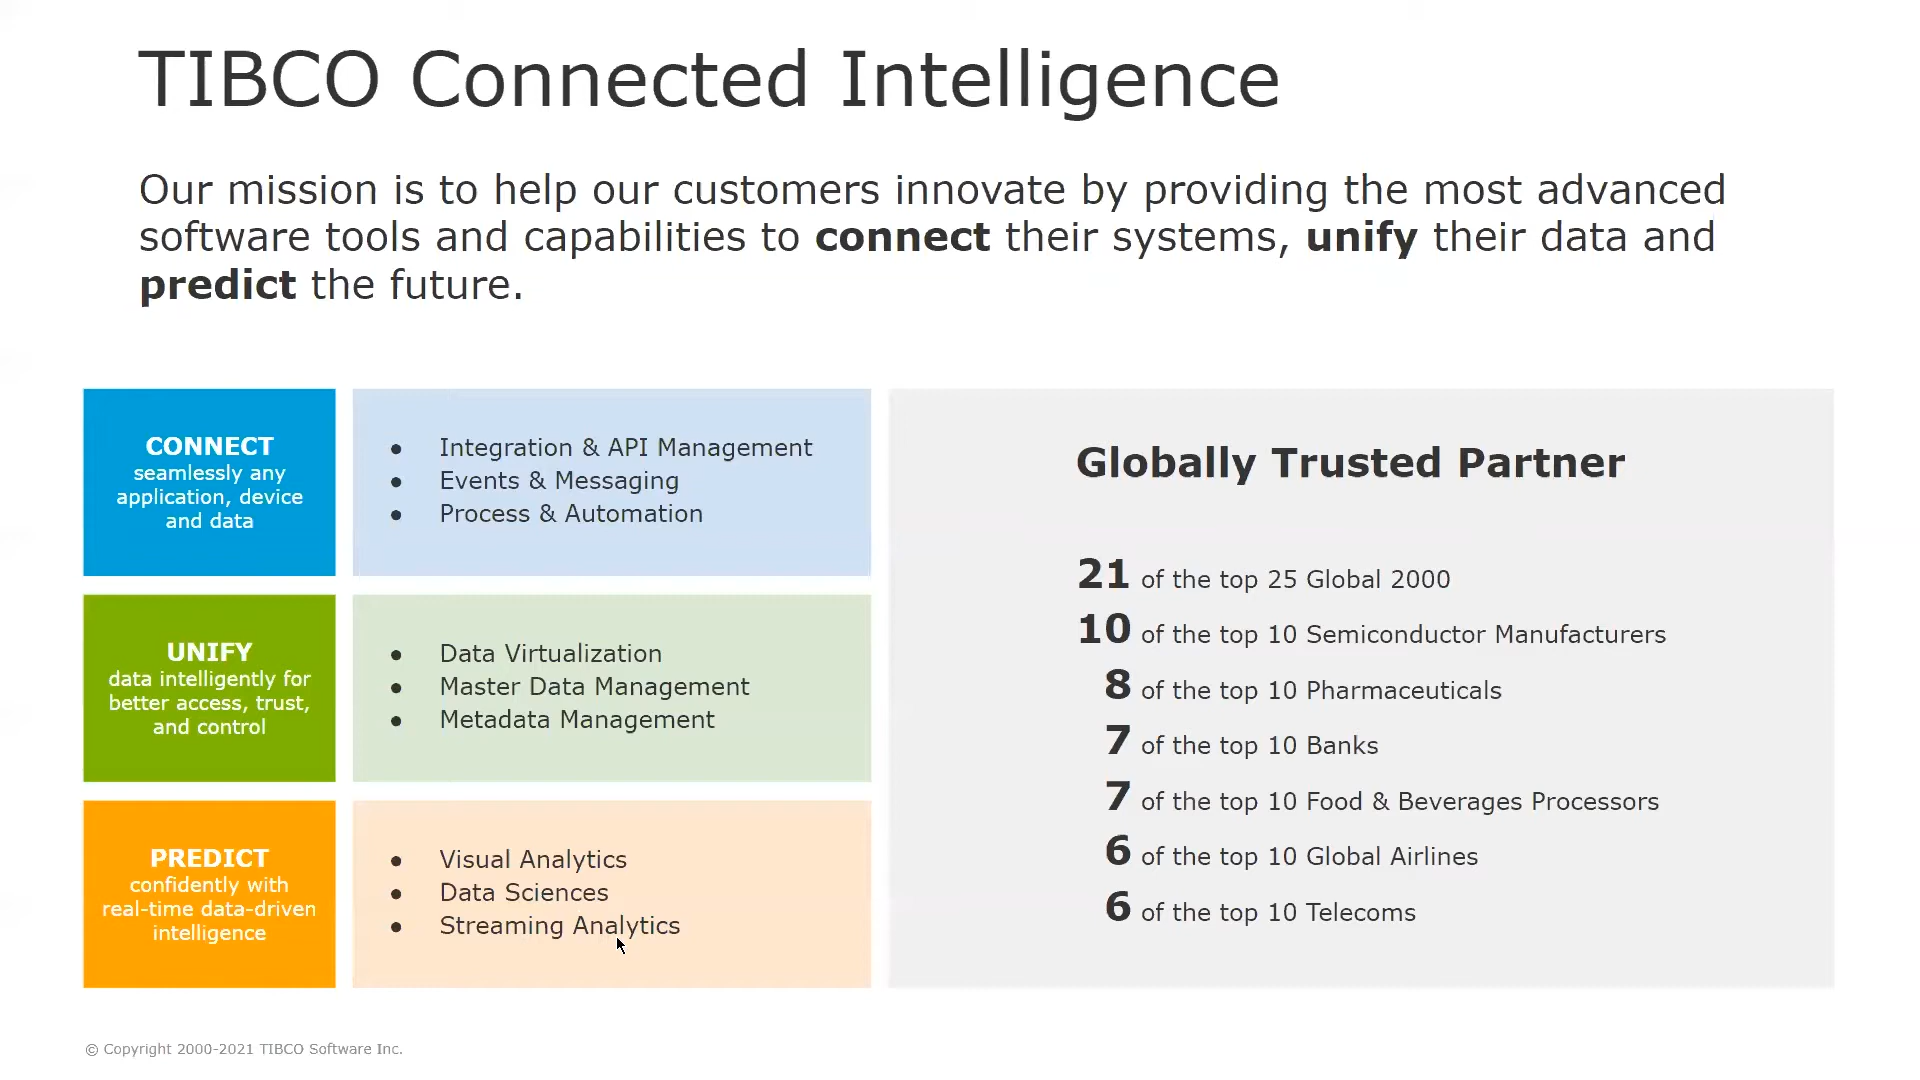 TIBCO Connected Intelligence
Our mission is to help our customers innovate by providing the most advanced
software tools and capabilities to connect their systems, unify their data and
predict the future.
CONNECT
seamlessly any
application, device
and data
● Integration & API Management
● Events & Messaging
● Process & Automation
UNIFY
data intelligently for
better access, trust,
and control
● Data Virtualization
● Master Data Management
● Metadata Management
PREDICT
confidently with
real-time data-driven
intelligence
● Visual Analytics
● Data Sciences
● Streaming Analytics
Globally Trusted Partner
21 of the top 25 Global 2000
10 of the top 10 Semiconductor Manufacturers
8 of the top 10 Pharmaceuticals
7 of the top 10 Banks
7 of the top 10 Food & Beverages Processors
6 of the top 10 Global Airlines
6 of the top 10 Telecoms
© Copyright 2000-2021 TIBCO Software Inc.